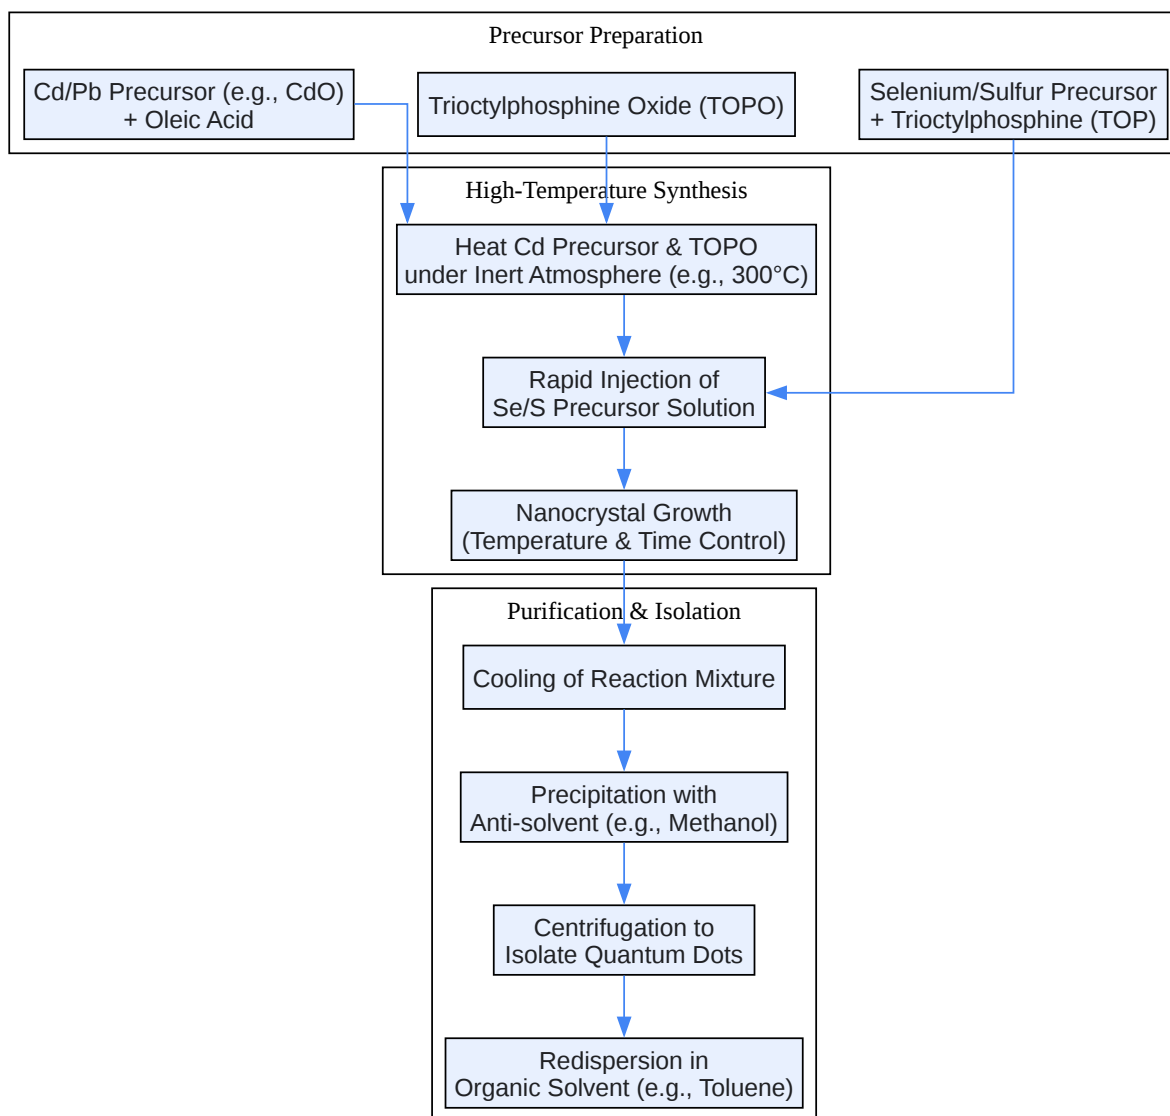 Precursor Preparation
Cd/Pb Precursor (e.g., CdO)
+ Oleic Acid
Trioctylphosphine Oxide (TOPO)
Selenium/Sulfur Precursor
+ Trioctylphosphine (TOP)
High-Temperature Synthesis
Heat Cd Precursor & TOPO
under Inert Atmosphere (e.g., 300°C)
Rapid Injection of
Se/S Precursor Solution
Nanocrystal Growth
(Temperature & Time Control)
Purification & Isolation
Cooling of Reaction Mixture
Precipitation with
Anti-solvent (e.g., Methanol)
Centrifugation to
Isolate Quantum Dots
Redispersion in
Organic Solvent (e.g., Toluene)